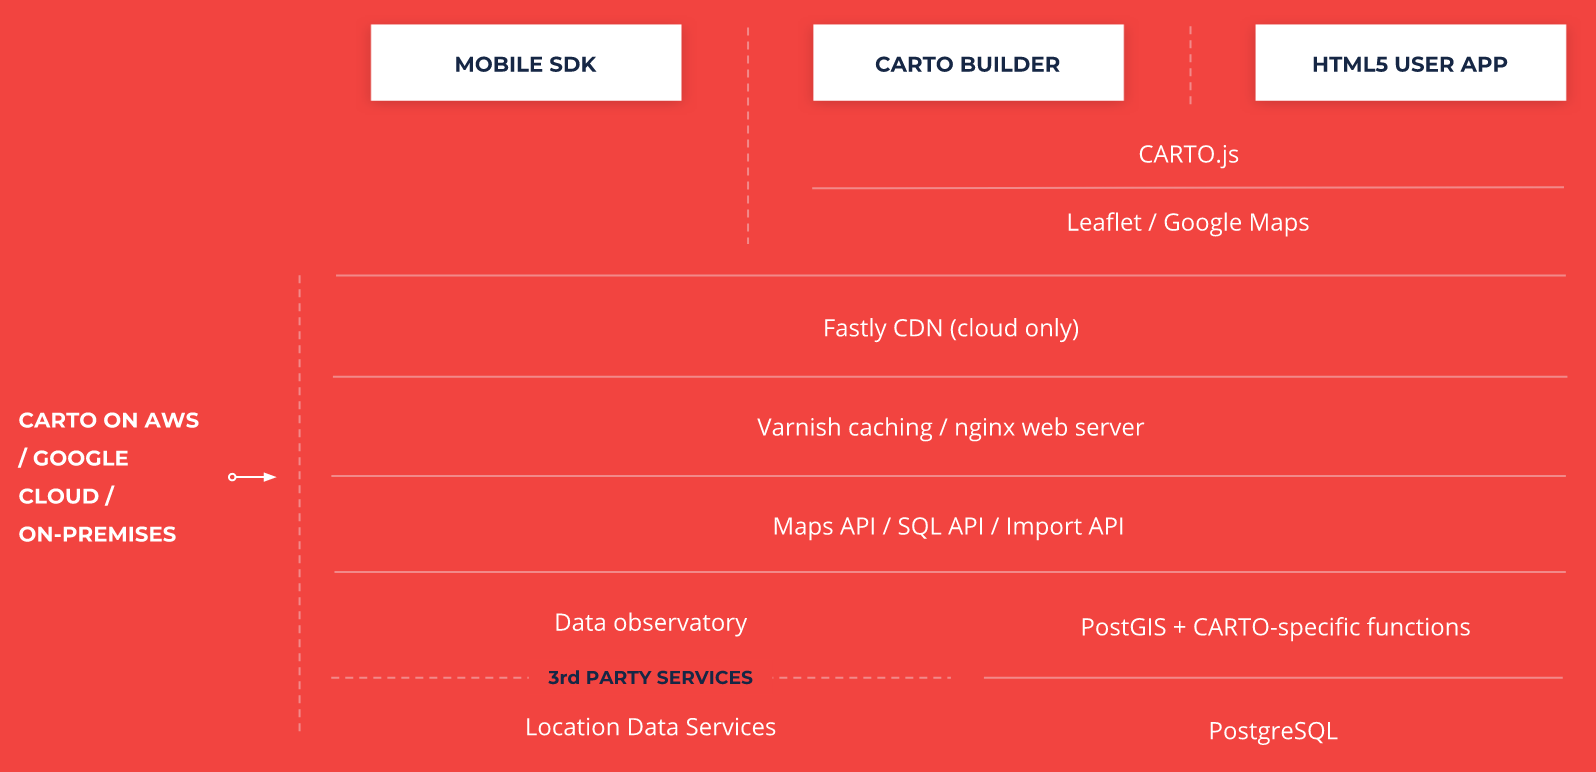 MOBILE SDK
CARTO BUILDER
HTML5 USER APP
CARTO.js
Leaflet / Google Maps
Fastly CDN (cloud only)
CARTO ON AWS
/ GOOGLE
CLOUD /
ON-PREMISES
Varnish caching / nginx web server
Maps API / SQL API / Import API
Data observatory
PostGIS + CARTO-specific functions
3rd PARTY SERVICES
Location Data Services
PostgreSQL